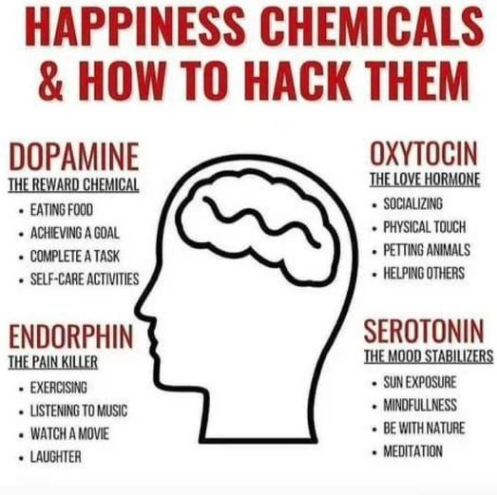 HAPPINESS CHEMICALS
& HOW TO HACK THEM
DOPAMINE
THE REWARD CHEMICAL
• EATING FOOD
• ACHIEVING A GOAL
• COMPLETE A TASK
• SELF-CARE ACTIVITIES
OXYTOCIN
THE LOVE HORMONE
• SOCIALIZING
• PHYSICAL TOUCH
• PETTING ANIMALS
• HELPING OTHERS
ENDORPHIN
THE PAIN KILLER
• EXERCISING
• LISTENING TO MUSIC
• WATCH A MOVIE
• LAUGHTER
SEROTONIN
THE MOOD STABILIZERS
• SUN EXPOSURE
• MINDFULLNESS
• BE WITH NATURE
• MEDITATION